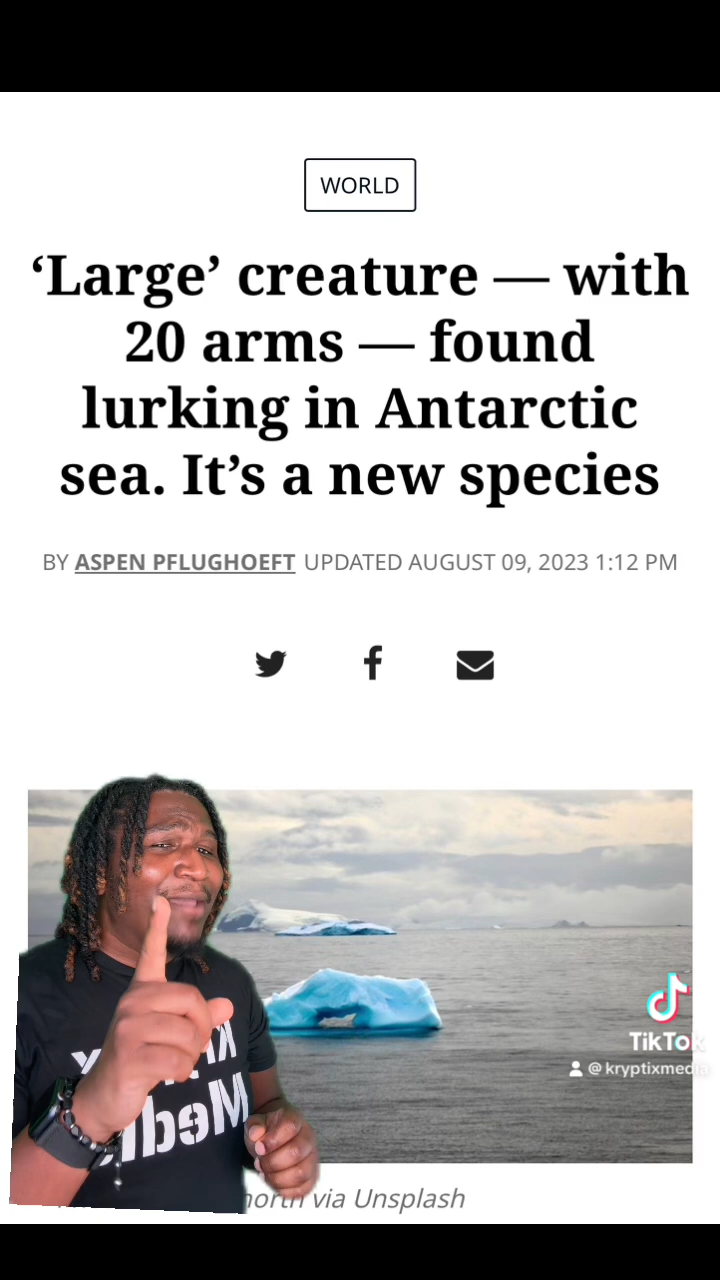 WORLD
‘Large’ creature — with
20 arms — found
lurking in Antarctic
sea. It’s a new species
BY ASPEN PFLUGHOEFT UPDATED AUGUST 09, 2023 1:12 PM
TikTok
@kryptixmedia
Media
via Unsplash